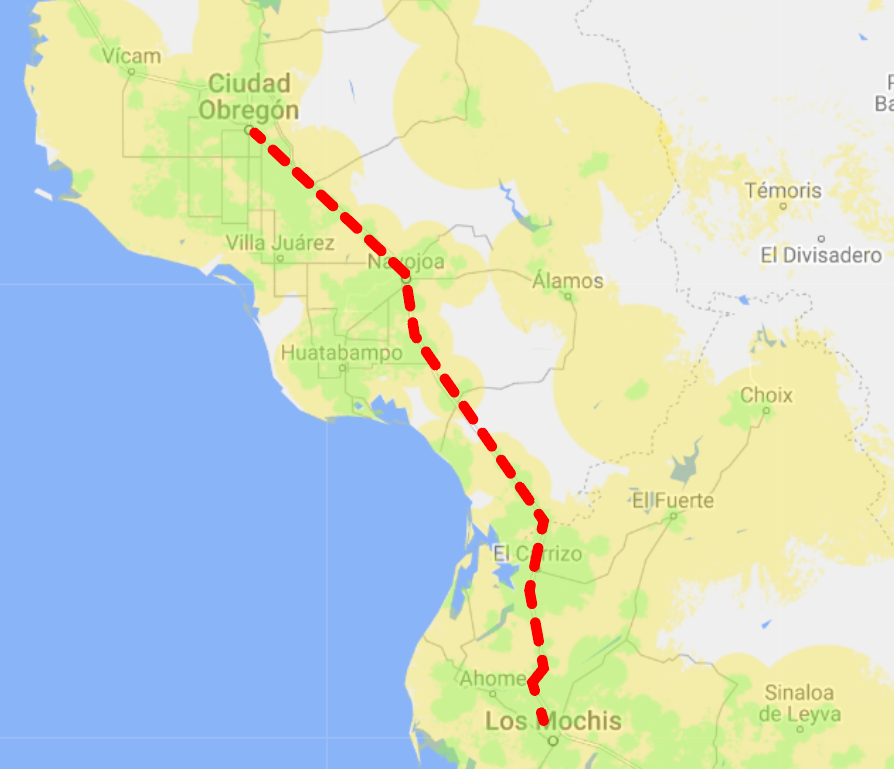 Vícam
Ciudad
Obregón
Témoris
El Divisadero
Villa Juárez
Navojoa
Álamos
Huatabampo
Choix
El Fuerte
El Carrizo
Ahome
Sinaloa
de Leyva
Los Mochis